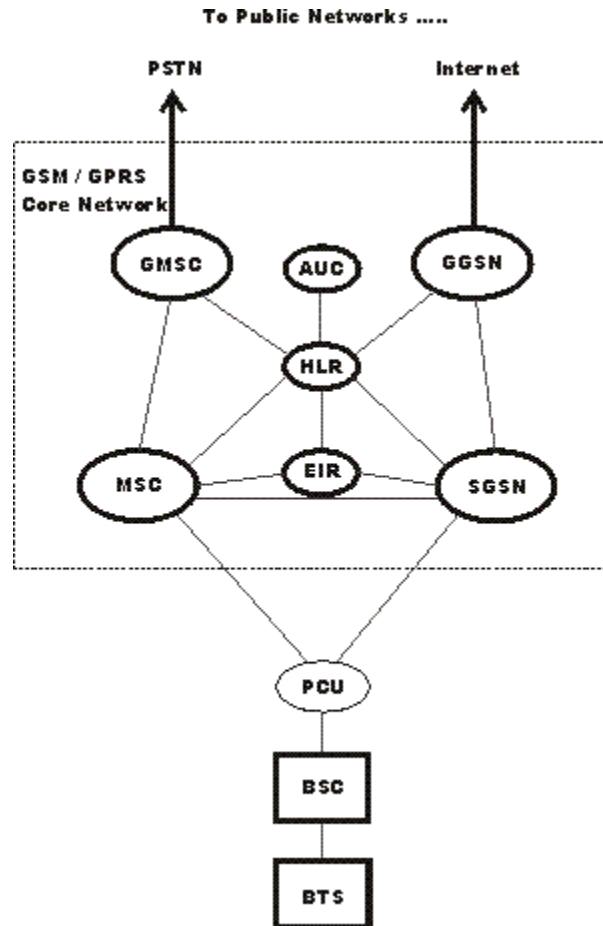 To Public Networks .....
PSTN
Internet
GSM / GPRS
Core Network
GMSC
AUC
GGSN
HLR
MSC
EIR
SGSN
PCU
BSC
BTS